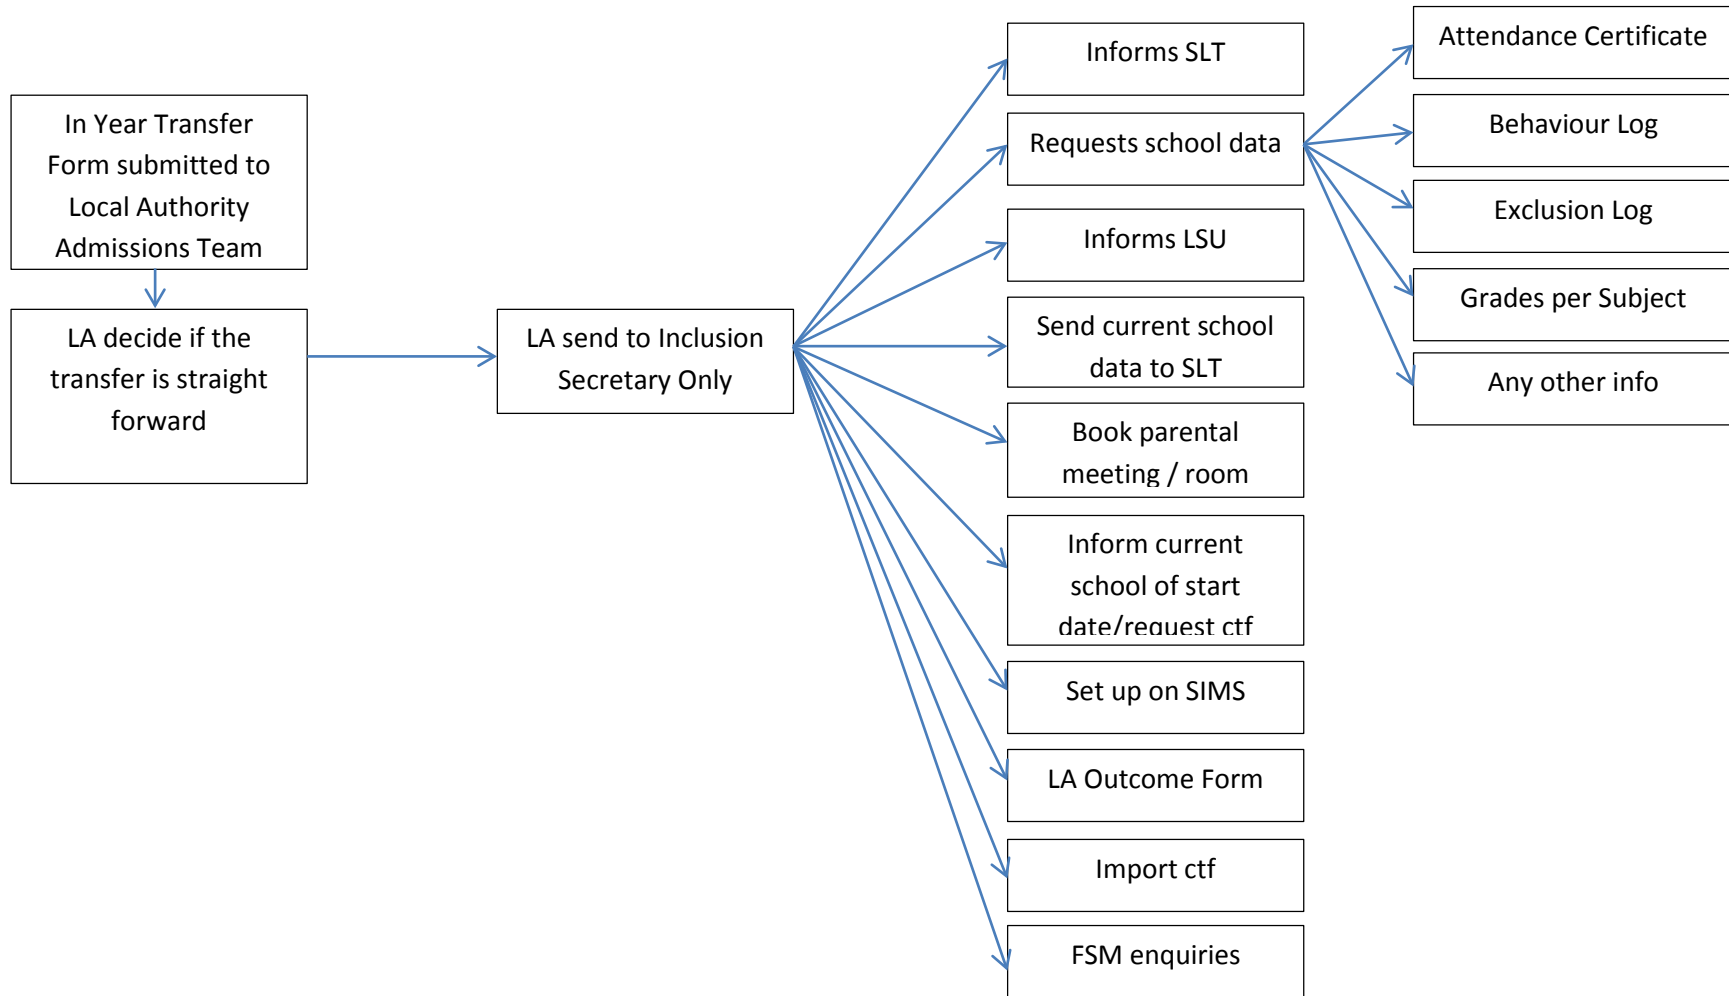 In Year Transfer
Form submitted to
Local Authority
Admissions Team
LA decide if the
transfer is straight
forward
LA send to Inclusion
Secretary Only
Informs SLT
Requests school data
Informs LSU
Send current school
data to SLT
Book parental
meeting / room
Inform current
school of start
date/request ctf
Set up on SIMS
LA Outcome Form
Import ctf
FSM enquiries
Attendance Certificate
Behaviour Log
Exclusion Log
Grades per Subject
Any other info